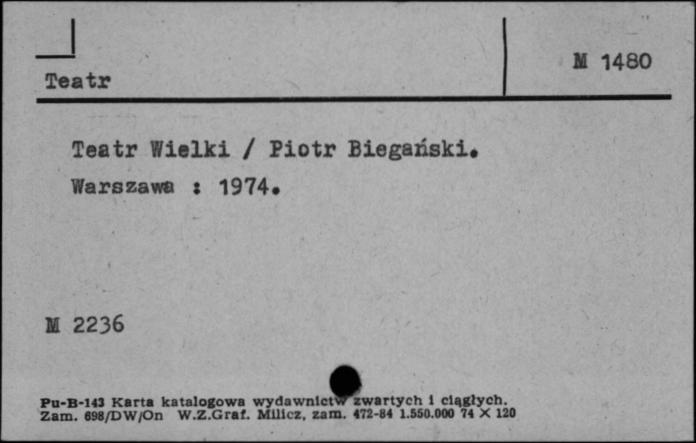 M 1480
Teatr
Teatr Wielki / Piotr Biegański.
Warszawa : 1974.
M 2236
Pu-B-143 Karta katalogowa wydawnictw zwartych i ciągłych.
Zam. 698/DW/On W.Z.Graf. Milicz, zam. 472-84 1.550.000 74 X 120